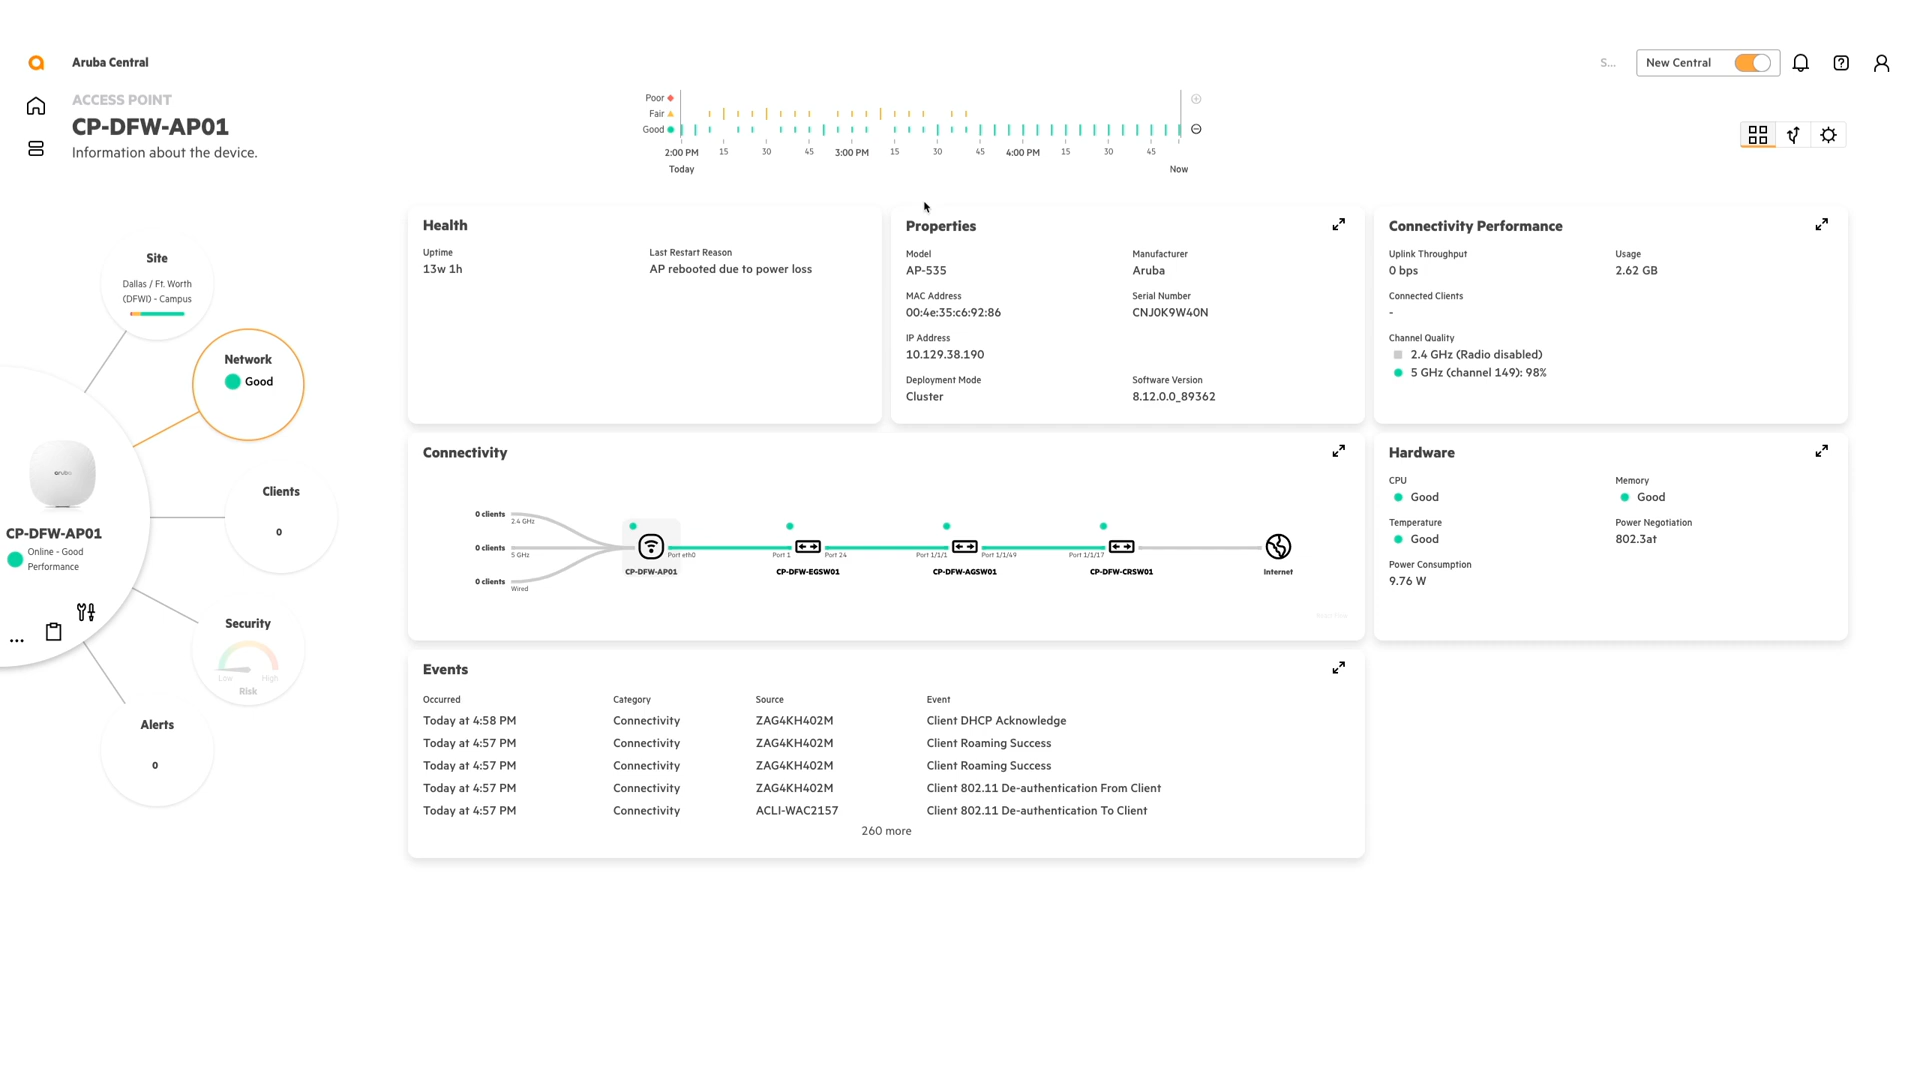 Aruba Central
S...
New Central
ACCESS POINT
CP-DFW-AP01
Information about the device.
Poor
Fair
Good
2:00 PM 15 30 45 3:00 PM 15 30 45 4:00 PM 15 30 45
Today Now
Site
Dallas / Ft. Worth
(DFWI) - Campus
Network
Good
Clients
0
aruba
CP-DFW-AP01
Online - Good
Performance
...
Security
Low High
Risk
Alerts
0
Health
Uptime Last Restart Reason
13w 1h AP rebooted due to power loss
Properties
Model Manufacturer
AP-535 Aruba
MAC Address Serial Number
00:4e:35:c6:92:86 CNJ0K9W40N
IP Address
10.129.38.190
Deployment Mode Software Version
Cluster 8.12.0.0_89362
Connectivity Performance
Uplink Throughput Usage
0 bps 2.62 GB
Connected Clients
-
Channel Quality
2.4 GHz (Radio disabled)
5 GHz (channel 149): 98%
Connectivity
0 clients 2.4 GHz
0 clients 5 GHz
0 clients Wired
Port eth0 Port 1 Port 24 Port 1/1/1 Port 1/1/49 Port 1/1/17
CP-DFW-AP01 CP-DFW-EGSW01 CP-DFW-AGSW01 CP-DFW-CRSW01 Internet
Hardware
CPU Memory
Good Good
Temperature Power Negotiation
Good 802.3at
Power Consumption
9.76 W
Events
Occurred Category Source Event
Today at 4:58 PM Connectivity ZAG4KH402M Client DHCP Acknowledge
Today at 4:57 PM Connectivity ZAG4KH402M Client Roaming Success
Today at 4:57 PM Connectivity ZAG4KH402M Client Roaming Success
Today at 4:57 PM Connectivity ZAG4KH402M Client 802.11 De-authentication From Client
Today at 4:57 PM Connectivity ACLI-WAC2157 Client 802.11 De-authentication To Client
260 more